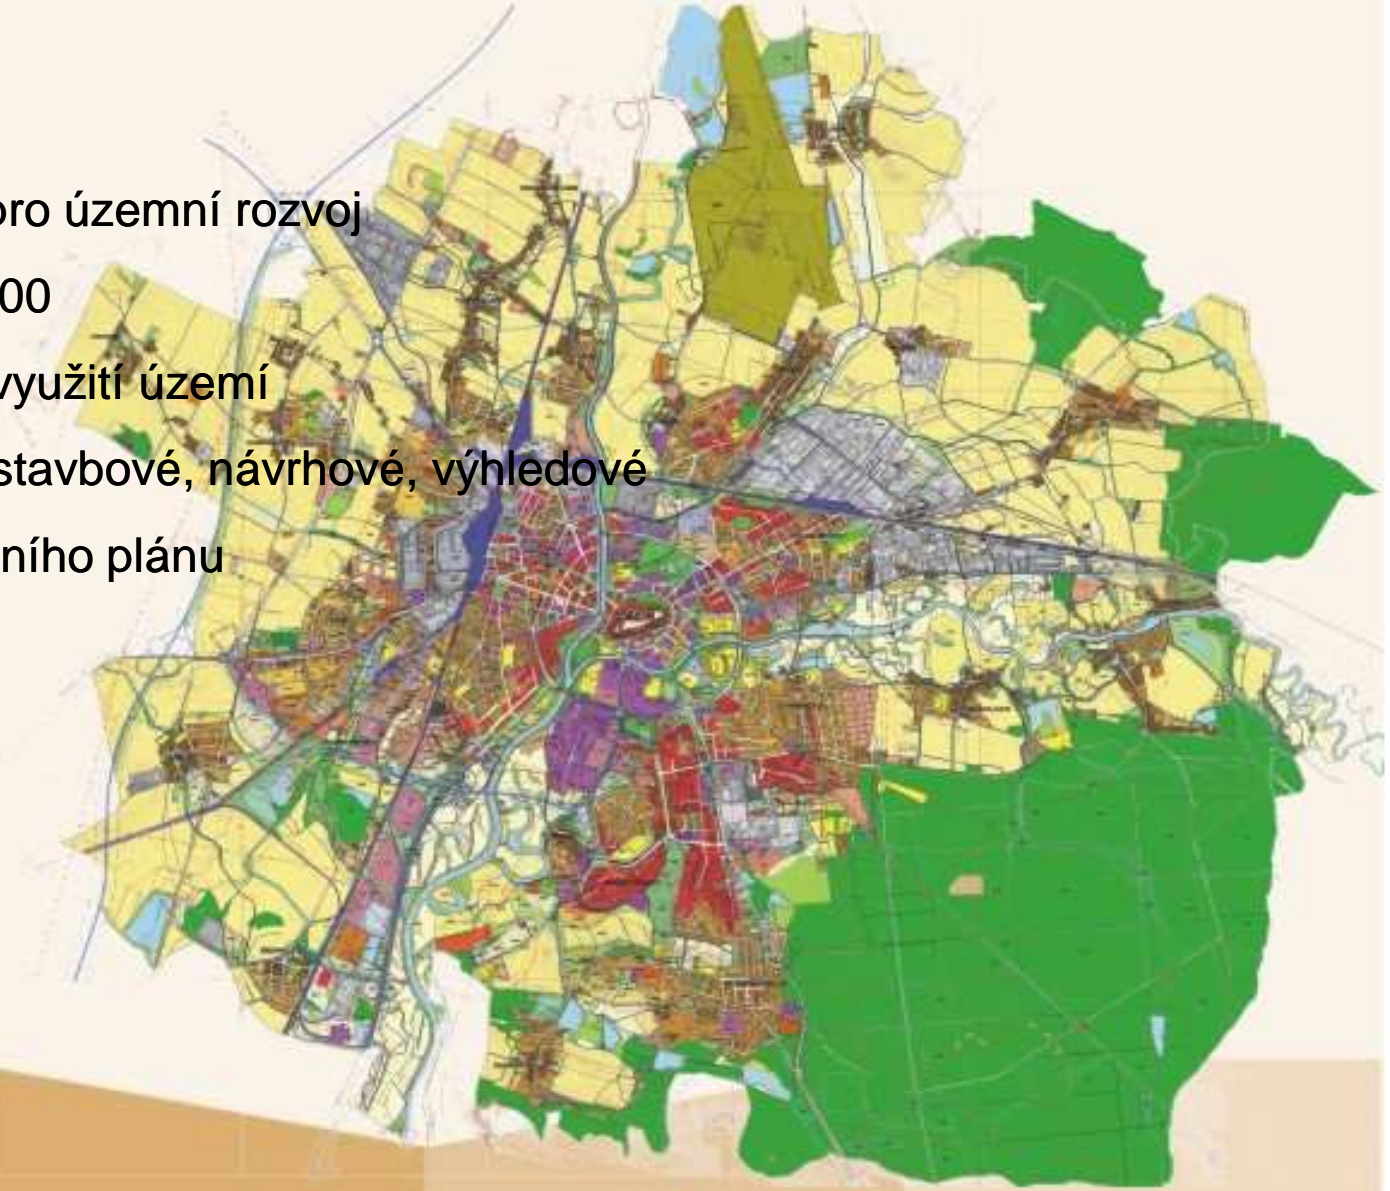 pro územní rozvoj
00
využití území
stavbové, návrhové, výhledové
ního plánu